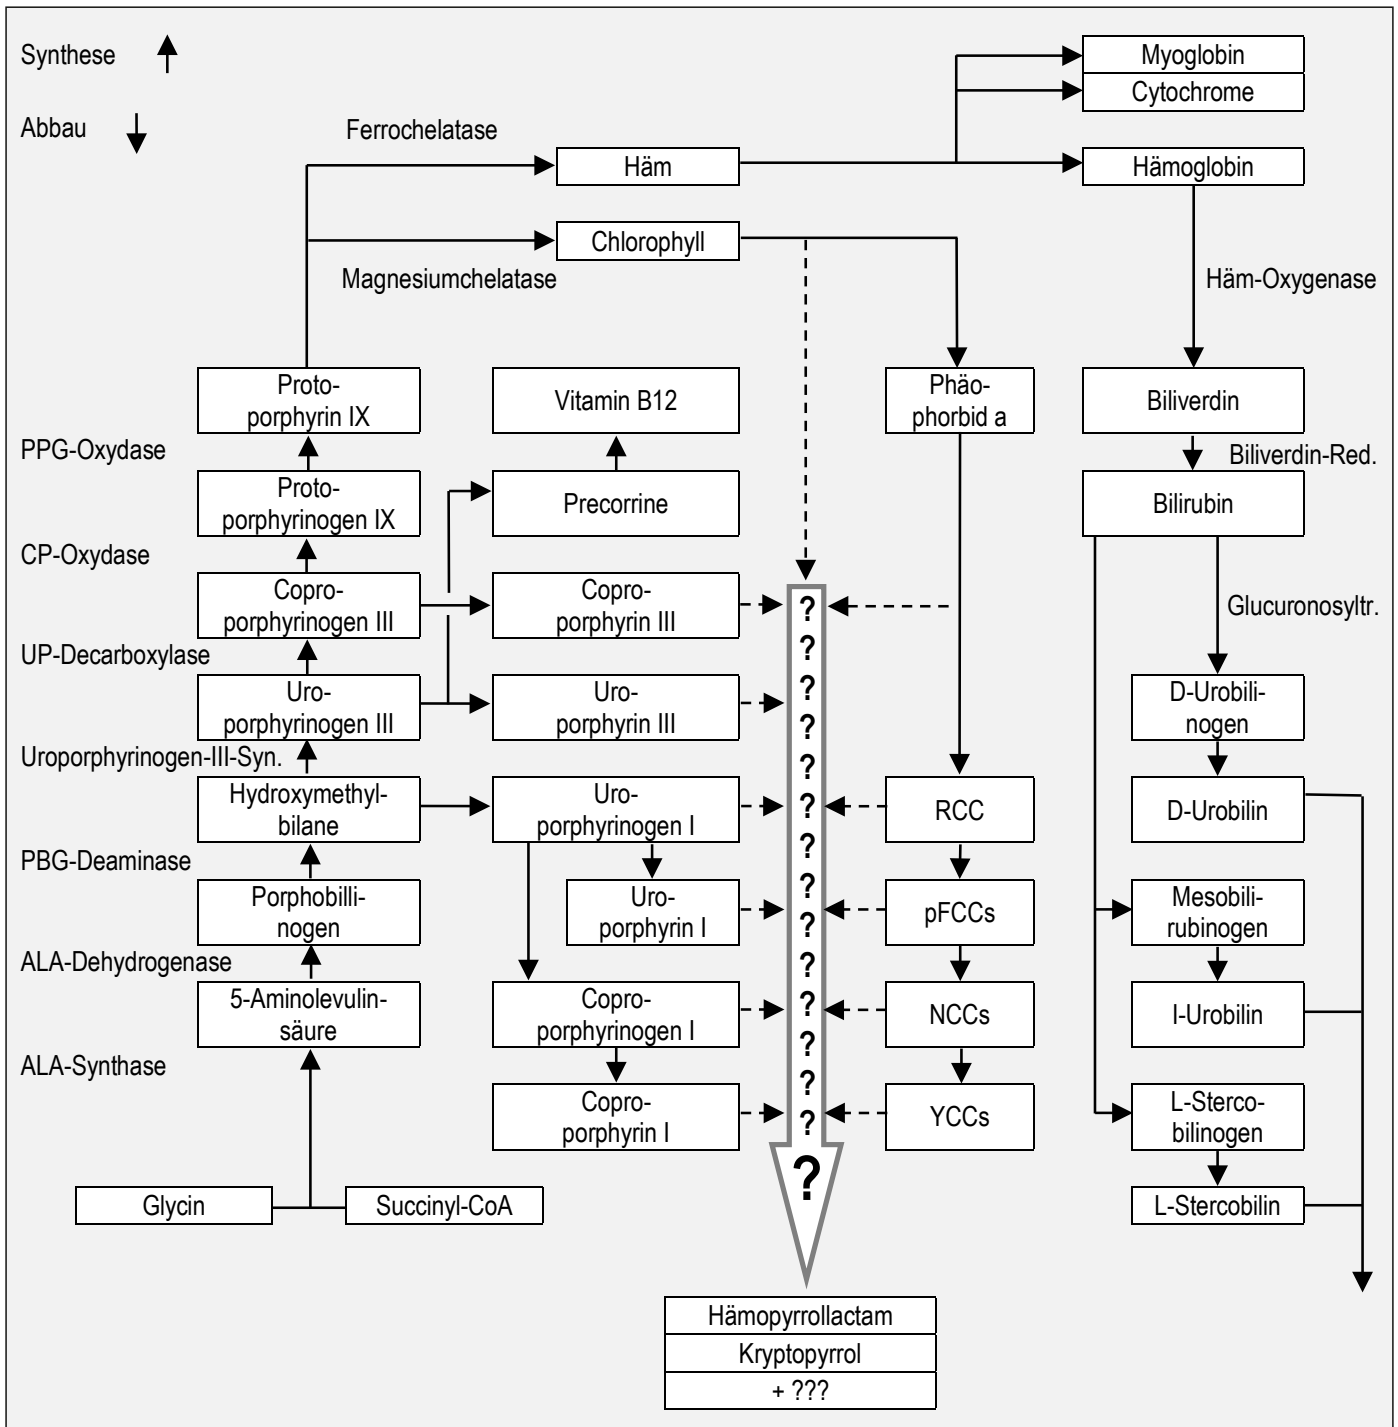 Synthese
Abbau
Ferrochelatase
Häm
Myoglobin
Cytochrome
Hämoglobin
Chlorophyll
Magnesiumchelatase
Häm-Oxygenase
Proto-
porphyrin IX
Vitamin B12
Phäo-
phorbid a
Biliverdin
PPG-Oxydase
Biliverdin-Red.
Proto-
porphyrinogen IX
Precorrine
Bilirubin
CP-Oxydase
Copro-
porphyrinogen III
Copro-
porphyrin III
?
Glucuronosyltr.
?
UP-Decarboxylase
Uro-
porphyrinogen III
Uro-
porphyrin III
?
D-Urobili-
nogen
?
Uroporphyrinogen-III-Syn.
?
Hydroxymethyl-
bilane
Uro-
porphyrinogen I
?
RCC
D-Urobilin
PBG-Deaminase
?
Porphobilli-
nogen
Uro-
porphyrin I
?
pFCCs
Mesobili-
rubinogen
?
ALA-Dehydrogenase
?
5-Aminolevulin-
säure
Copro-
porphyrinogen I
?
NCCs
I-Urobilin
?
ALA-Synthase
?
Copro-
porphyrin I
?
YCCs
L-Sterco-
bilinogen
?
Glycin
Succinyl-CoA
L-Stercobilin
Hämopyrrollactam
Kryptopyrrol
+ ???